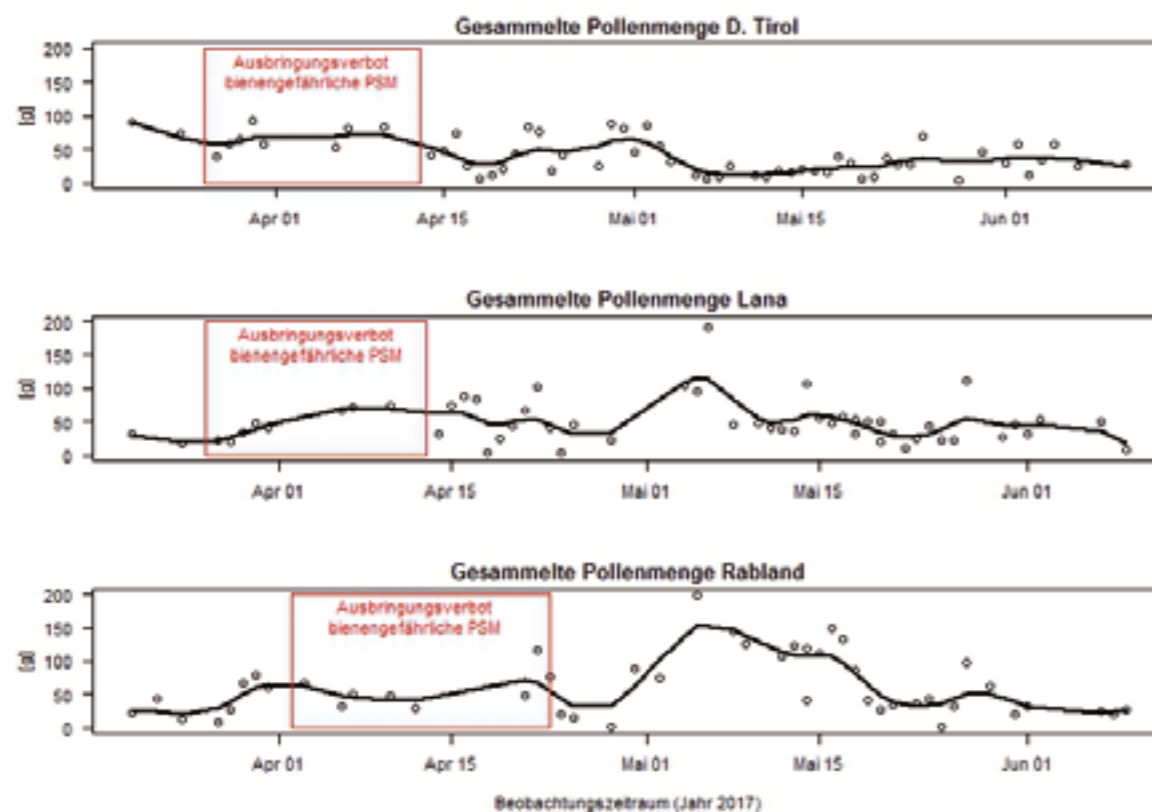 Gesammelte Pollenmenge D. Tirol
200
150
100
50
0
[g]
Ausbringungsverbot
bienengefährliche PSM
Apr 01 Apr 15 Mai 01 Mai 15 Jun 01
Gesammelte Pollenmenge Lana
200
150
100
50
0
[g]
Ausbringungsverbot
bienengefährliche PSM
Apr 01 Apr 15 Mai 01 Mai 15 Jun 01
Gesammelte Pollenmenge Rabland
200
150
100
50
0
[g]
Ausbringungsverbot
bienengefährliche PSM
Apr 01 Apr 15 Mai 01 Mai 15 Jun 01
Beobachtungszeitraum (Jahr 2017)